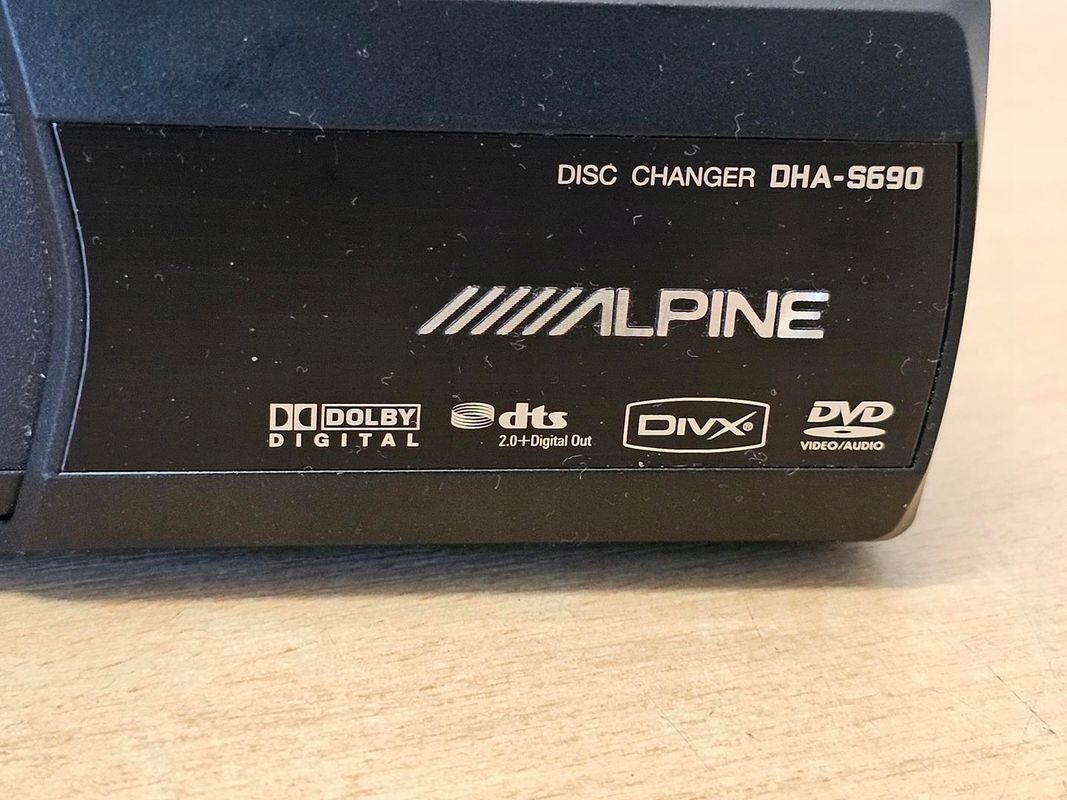 DISC CHANGER DHA-S690
ALPINE
DOLBY dts DIVX® DVD
DIGITAL 2.0+Digital Out VIDEO/AUDIO